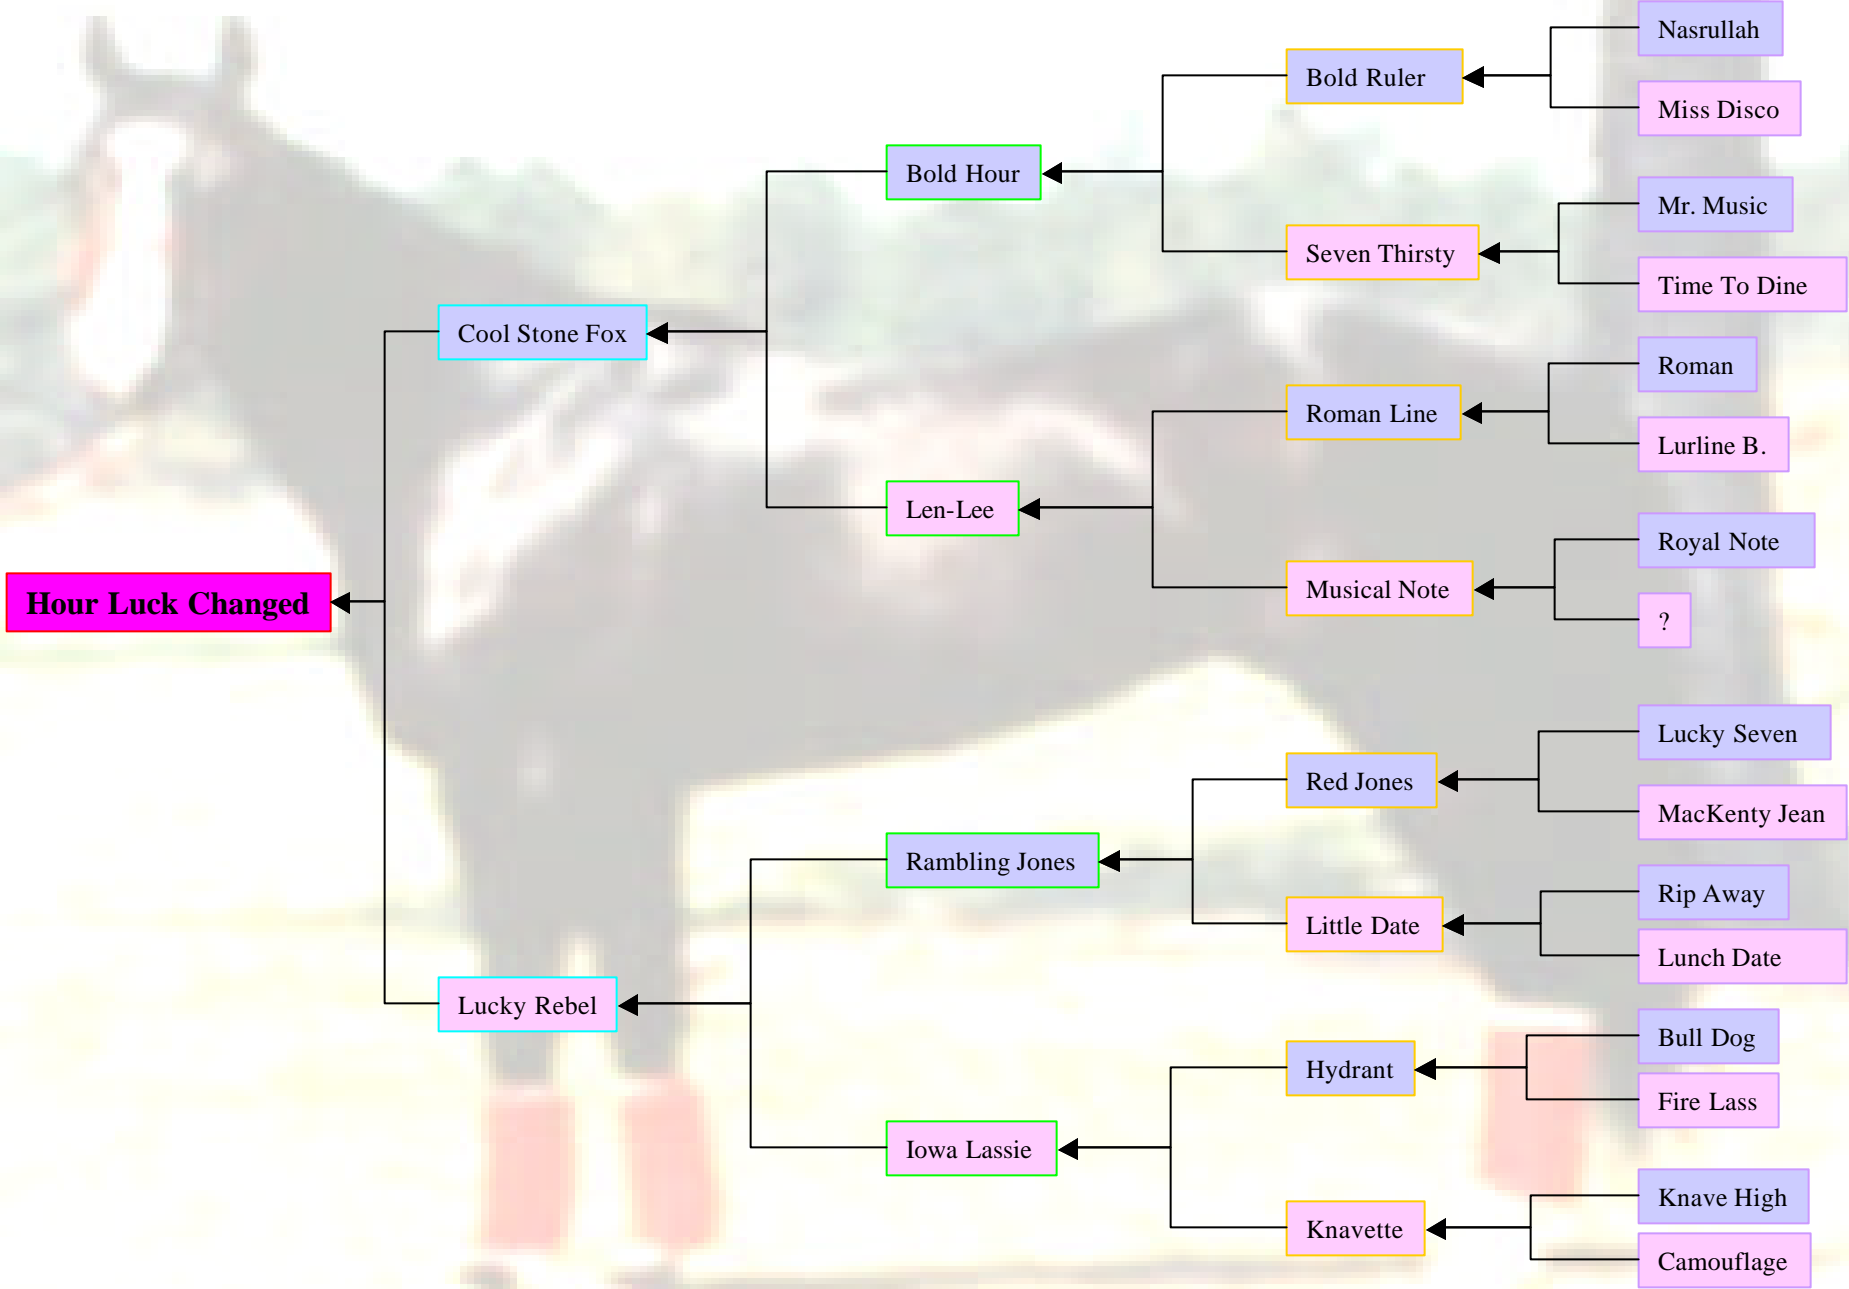 Nasrullah
Bold Ruler
Miss Disco
Bold Hour
Mr. Music
Seven Thirsty
Time To Dine
Cool Stone Fox
Roman
Roman Line
Lurline B.
Len-Lee
Royal Note
Musical Note
?
Hour Luck Changed
Lucky Seven
Red Jones
MacKenty Jean
Rambling Jones
Rip Away
Little Date
Lunch Date
Lucky Rebel
Bull Dog
Hydrant
Fire Lass
Iowa Lassie
Knave High
Knavette
Camouflage